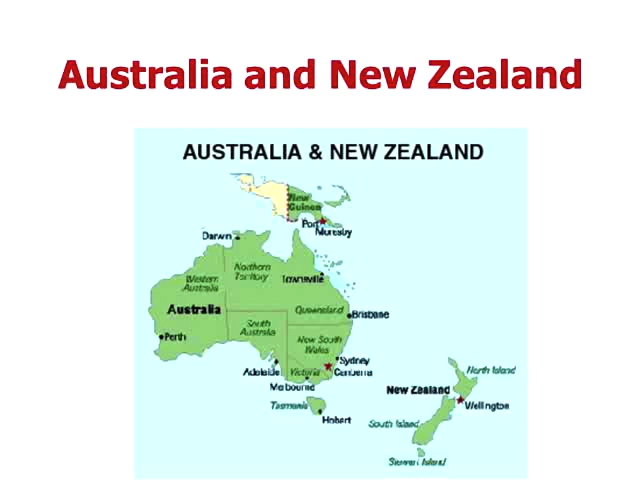 Australia and New Zealand
AUSTRALIA & NEW ZEALAND
New
Guinea
Port
Moresby
Darwin
Northern
Territory
Western
Australia
Townsville
Australia
Queensland
Brisbane
South
Australia
Perth
New South
Wales
Sydney
Canberra
Adelaide
Victoria
Melbourne
North Island
New Zealand
Wellington
Tasmania
Hobart
South Island
Stewart Island